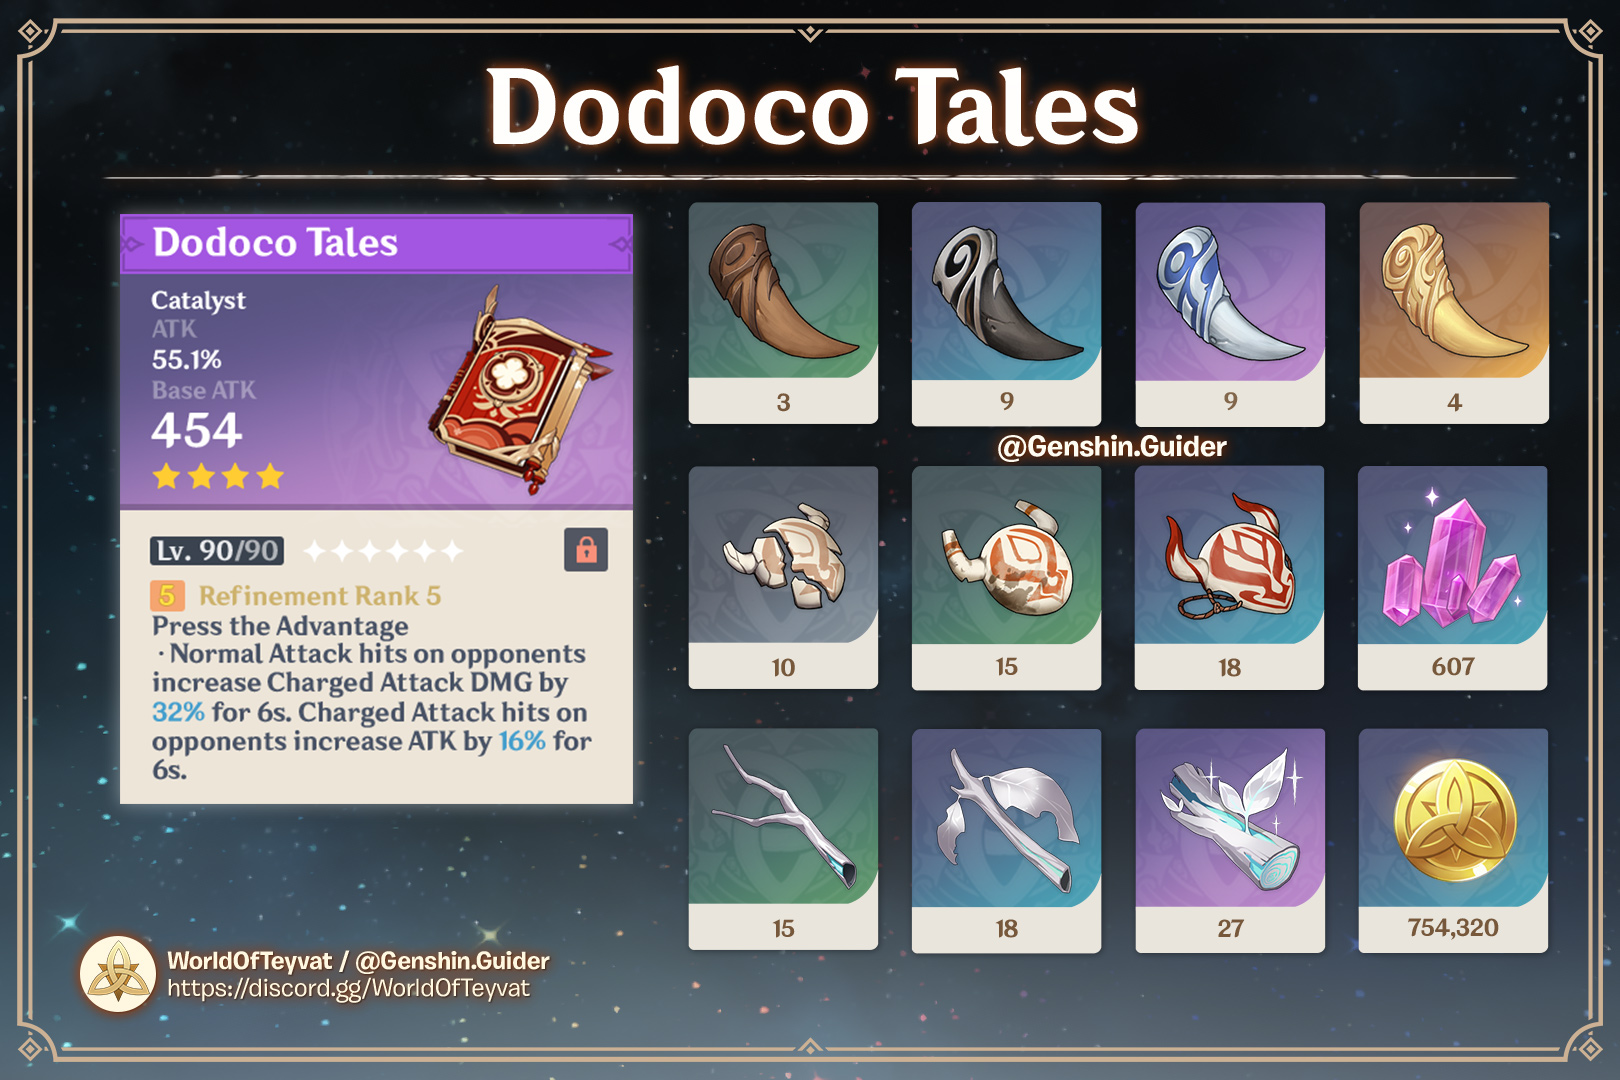 Dodoco Tales
Dodoco Tales
Catalyst
ATK
55.1%
Base ATK
454
Lv. 90/90
5 Refinement Rank 5
Press the Advantage
· Normal Attack hits on opponents
increase Charged Attack DMG by
32% for 6s. Charged Attack hits on
opponents increase ATK by 16% for
6s.
3
9
9
4
@Genshin.Guider
10
15
18
607
15
18
27
754,320
WorldOfTeyvat / @Genshin.Guider
https://discord.gg/WorldOfTeyvat